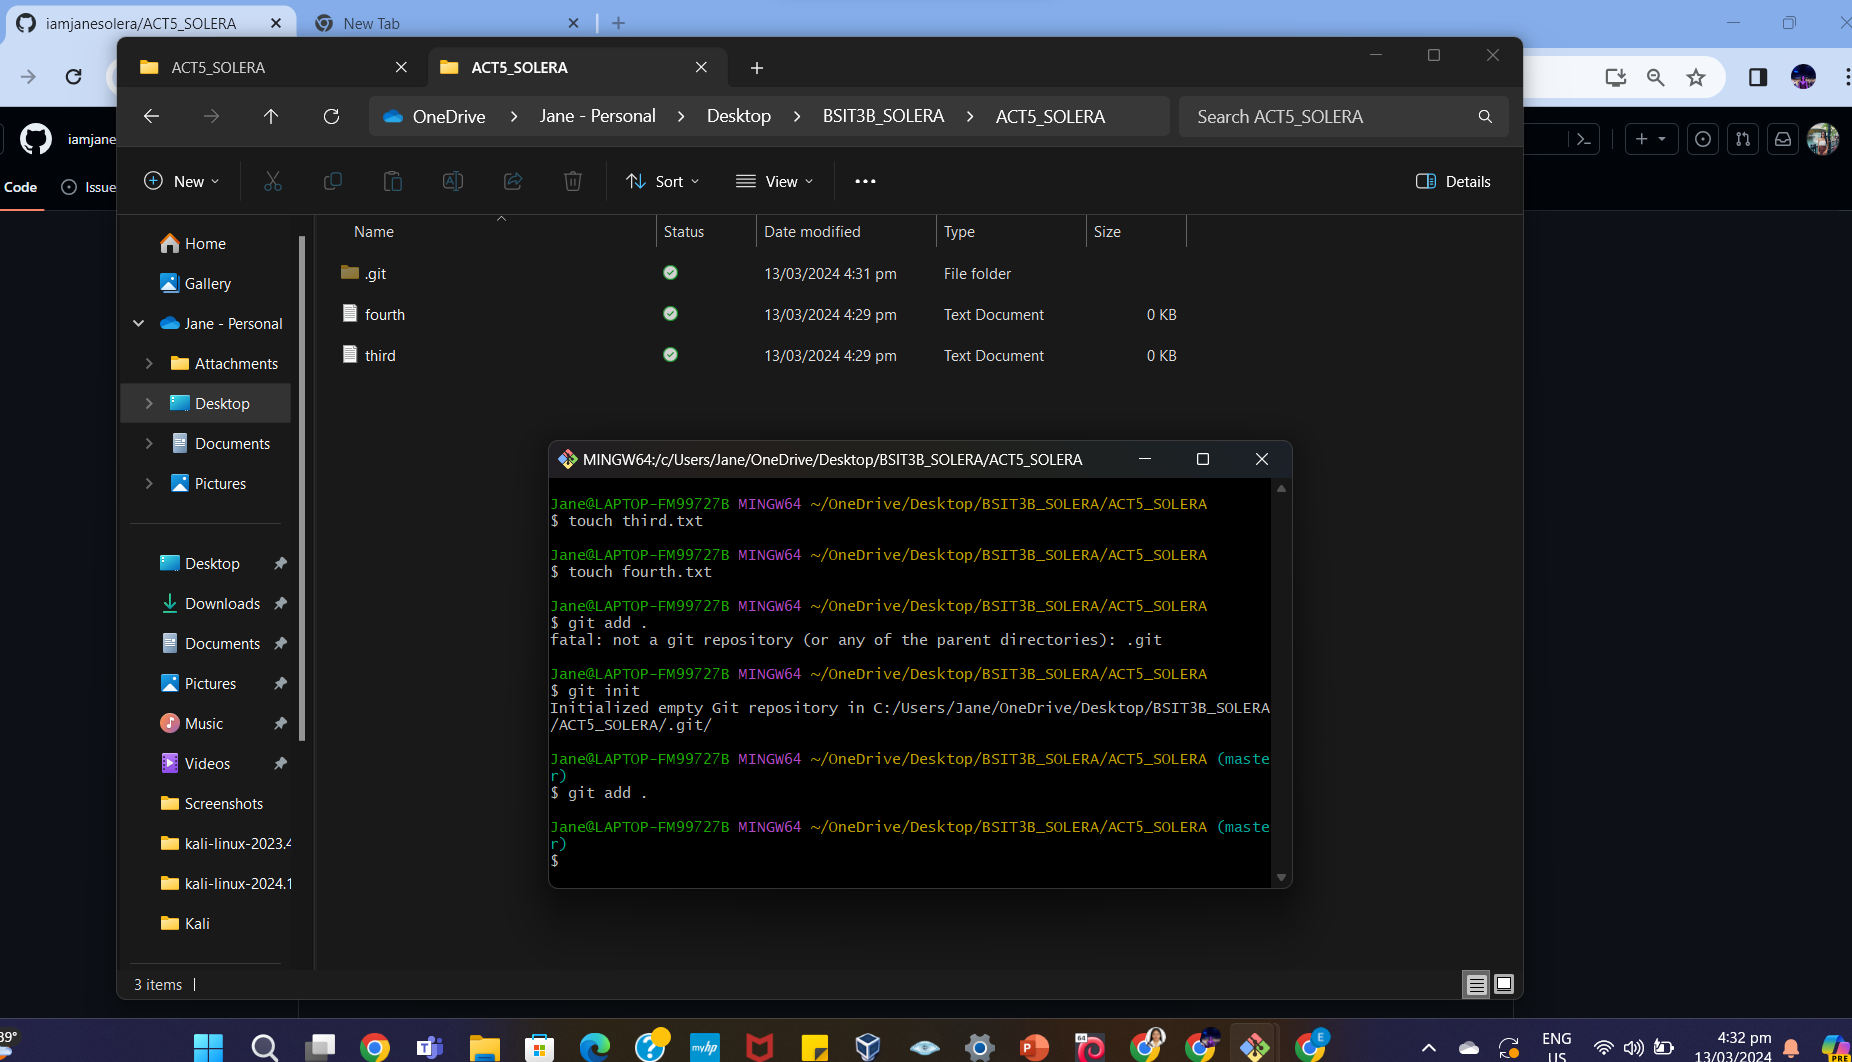 iamjanesolera/ACT5_SOLERA
New Tab
ACT5_SOLERA
ACT5_SOLERA
OneDrive
Jane - Personal
Desktop
BSIT3B_SOLERA
ACT5_SOLERA
Search ACT5_SOLERA
iamjane
Code
Issue
New
Sort
View
Details
Name
Status
Date modified
Type
Size
.git
13/03/2024 4:31 pm
File folder
fourth
13/03/2024 4:29 pm
Text Document
0 KB
third
13/03/2024 4:29 pm
Text Document
0 KB
Home
Gallery
Jane - Personal
Attachments
Desktop
Documents
Pictures
Desktop
Downloads
Documents
Pictures
Music
Videos
Screenshots
kali-linux-2023.4
kali-linux-2024.1
Kali
3 items
MINGW64:/c/Users/Jane/OneDrive/Desktop/BSIT3B_SOLERA/ACT5_SOLERA
Jane@LAPTOP-FM99727B MINGW64 ~/OneDrive/Desktop/BSIT3B_SOLERA/ACT5_SOLERA
$ touch third.txt
Jane@LAPTOP-FM99727B MINGW64 ~/OneDrive/Desktop/BSIT3B_SOLERA/ACT5_SOLERA
$ touch fourth.txt
Jane@LAPTOP-FM99727B MINGW64 ~/OneDrive/Desktop/BSIT3B_SOLERA/ACT5_SOLERA
$ git add .
fatal: not a git repository (or any of the parent directories): .git
Jane@LAPTOP-FM99727B MINGW64 ~/OneDrive/Desktop/BSIT3B_SOLERA/ACT5_SOLERA
$ git init
Initialized empty Git repository in C:/Users/Jane/OneDrive/Desktop/BSIT3B_SOLERA
/ACT5_SOLERA/.git/
Jane@LAPTOP-FM99727B MINGW64 ~/OneDrive/Desktop/BSIT3B_SOLERA/ACT5_SOLERA (maste
r)
$ git add .
Jane@LAPTOP-FM99727B MINGW64 ~/OneDrive/Desktop/BSIT3B_SOLERA/ACT5_SOLERA (maste
r)
$
39°
myhp
64
E
ENG
US
4:32 pm
13/03/2024
PRE